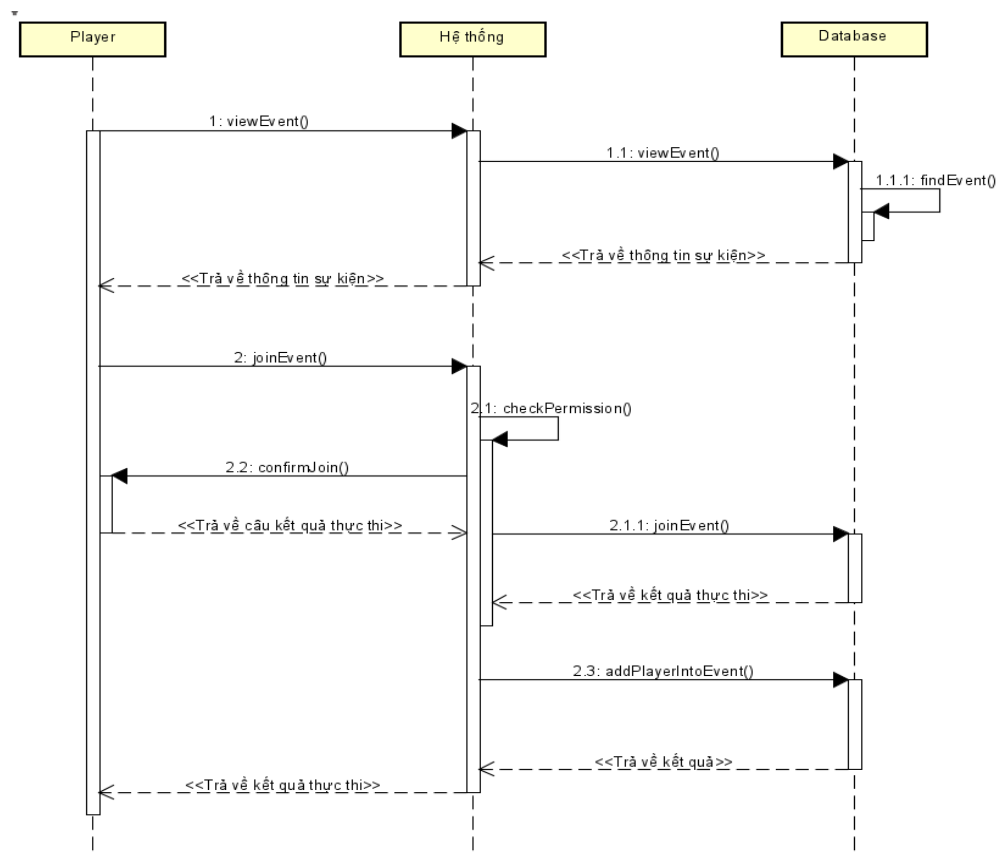 Player
Hệ thống
Database
1: viewEvent()
1.1: viewEvent()
1.1.1: findEvent()
<<Trả về thông tin sự kiện>>
<<Trả về thông tin sự kiện>>
2: joinEvent()
2.1: checkPermission()
2.2: confirmJoin()
<<Trả về câu kết quả thực thi>>
2.1.1: joinEvent()
<<Trả về kết quả thực thi>>
2.3: addPlayerIntoEvent()
<<Trả về kết quả>>
<<Trả về kết quả thực thi>>